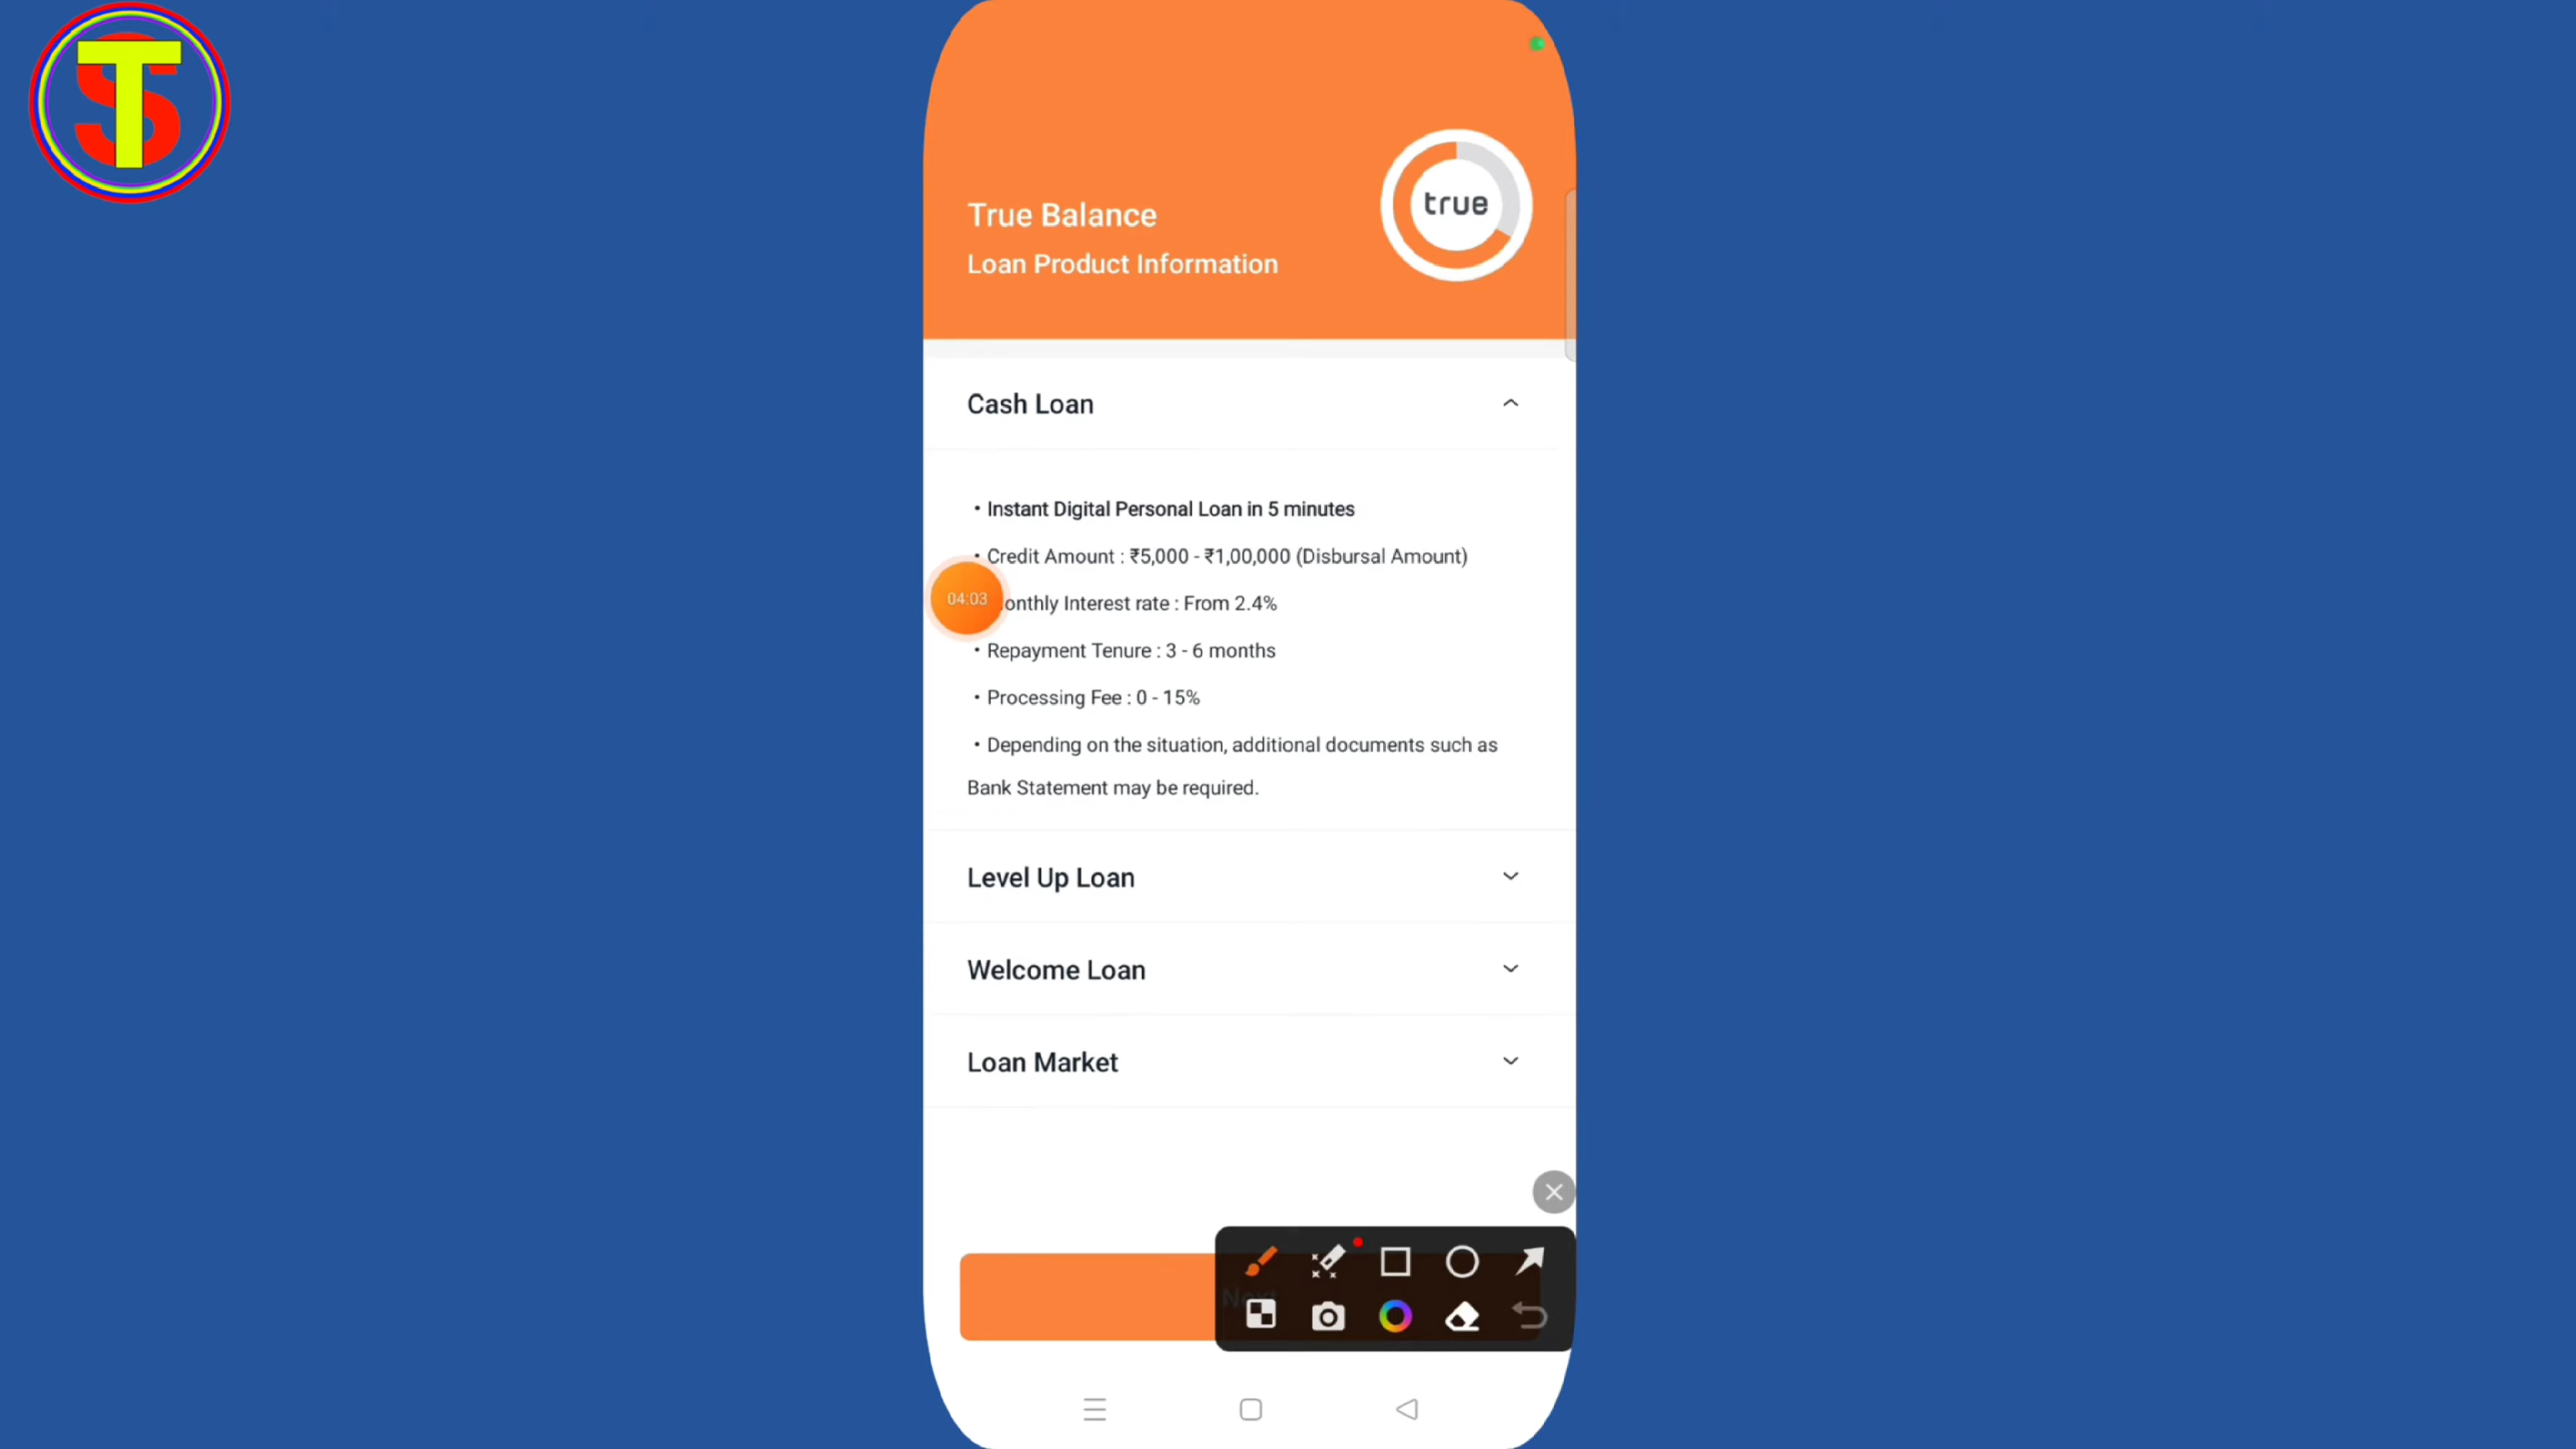 TS
true
True Balance
Loan Product Information
Cash Loan
• Instant Digital Personal Loan in 5 minutes
• Credit Amount : ₹5,000 - ₹1,00,000 (Disbursal Amount)
04:03
onthly Interest rate : From 2.4%
• Repayment Tenure : 3 - 6 months
• Processing Fee : 0 - 15%
• Depending on the situation, additional documents such as
Bank Statement may be required.
Level Up Loan
Welcome Loan
Loan Market